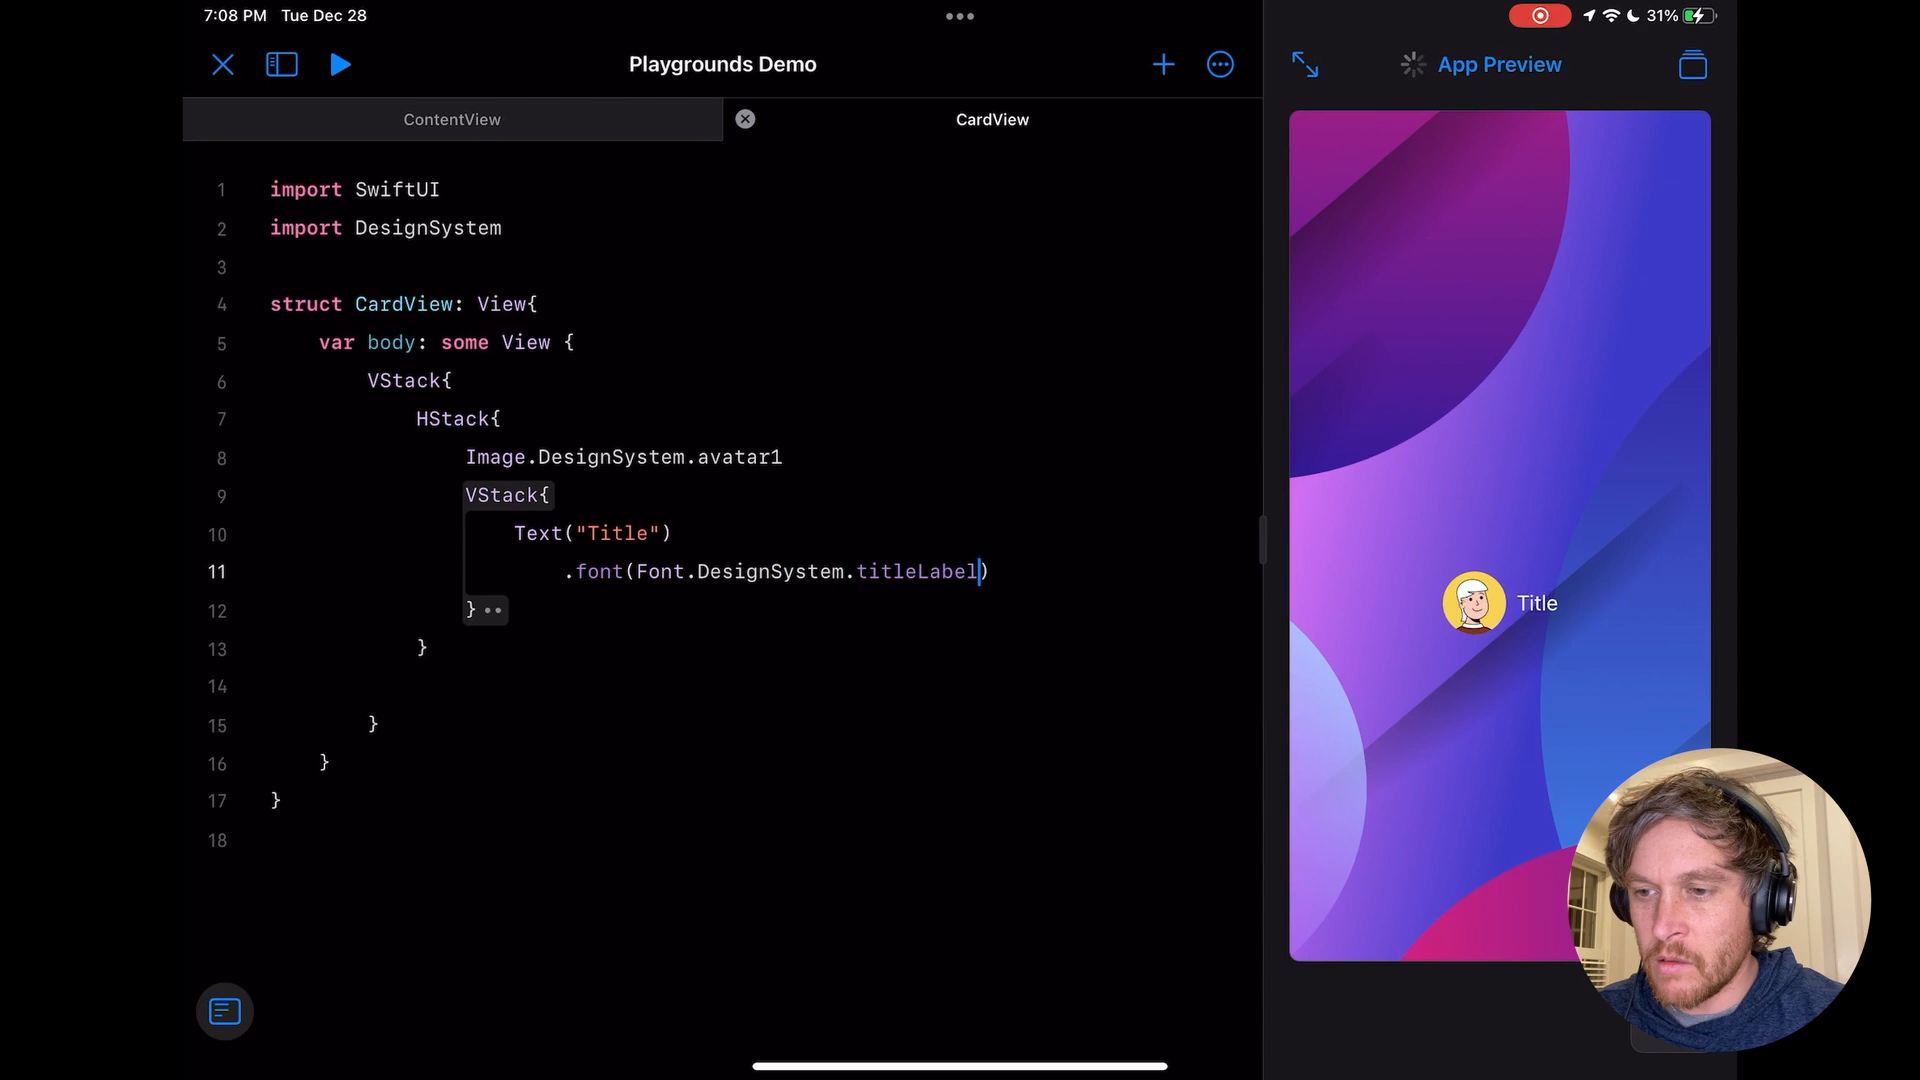 7:08 PM Tue Dec 28
31%
Playgrounds Demo
App Preview
ContentView
CardView
1 import SwiftUI
2 import DesignSystem
3
4 struct CardView: View{
5 var body: some View {
6 VStack{
7 HStack{
8 Image.DesignSystem.avatar1
9 VStack{
10 Text("Title")
11 .font(Font.DesignSystem.titleLabel)
12 }
13 }
14
15 }
16 }
17 }
18
Title